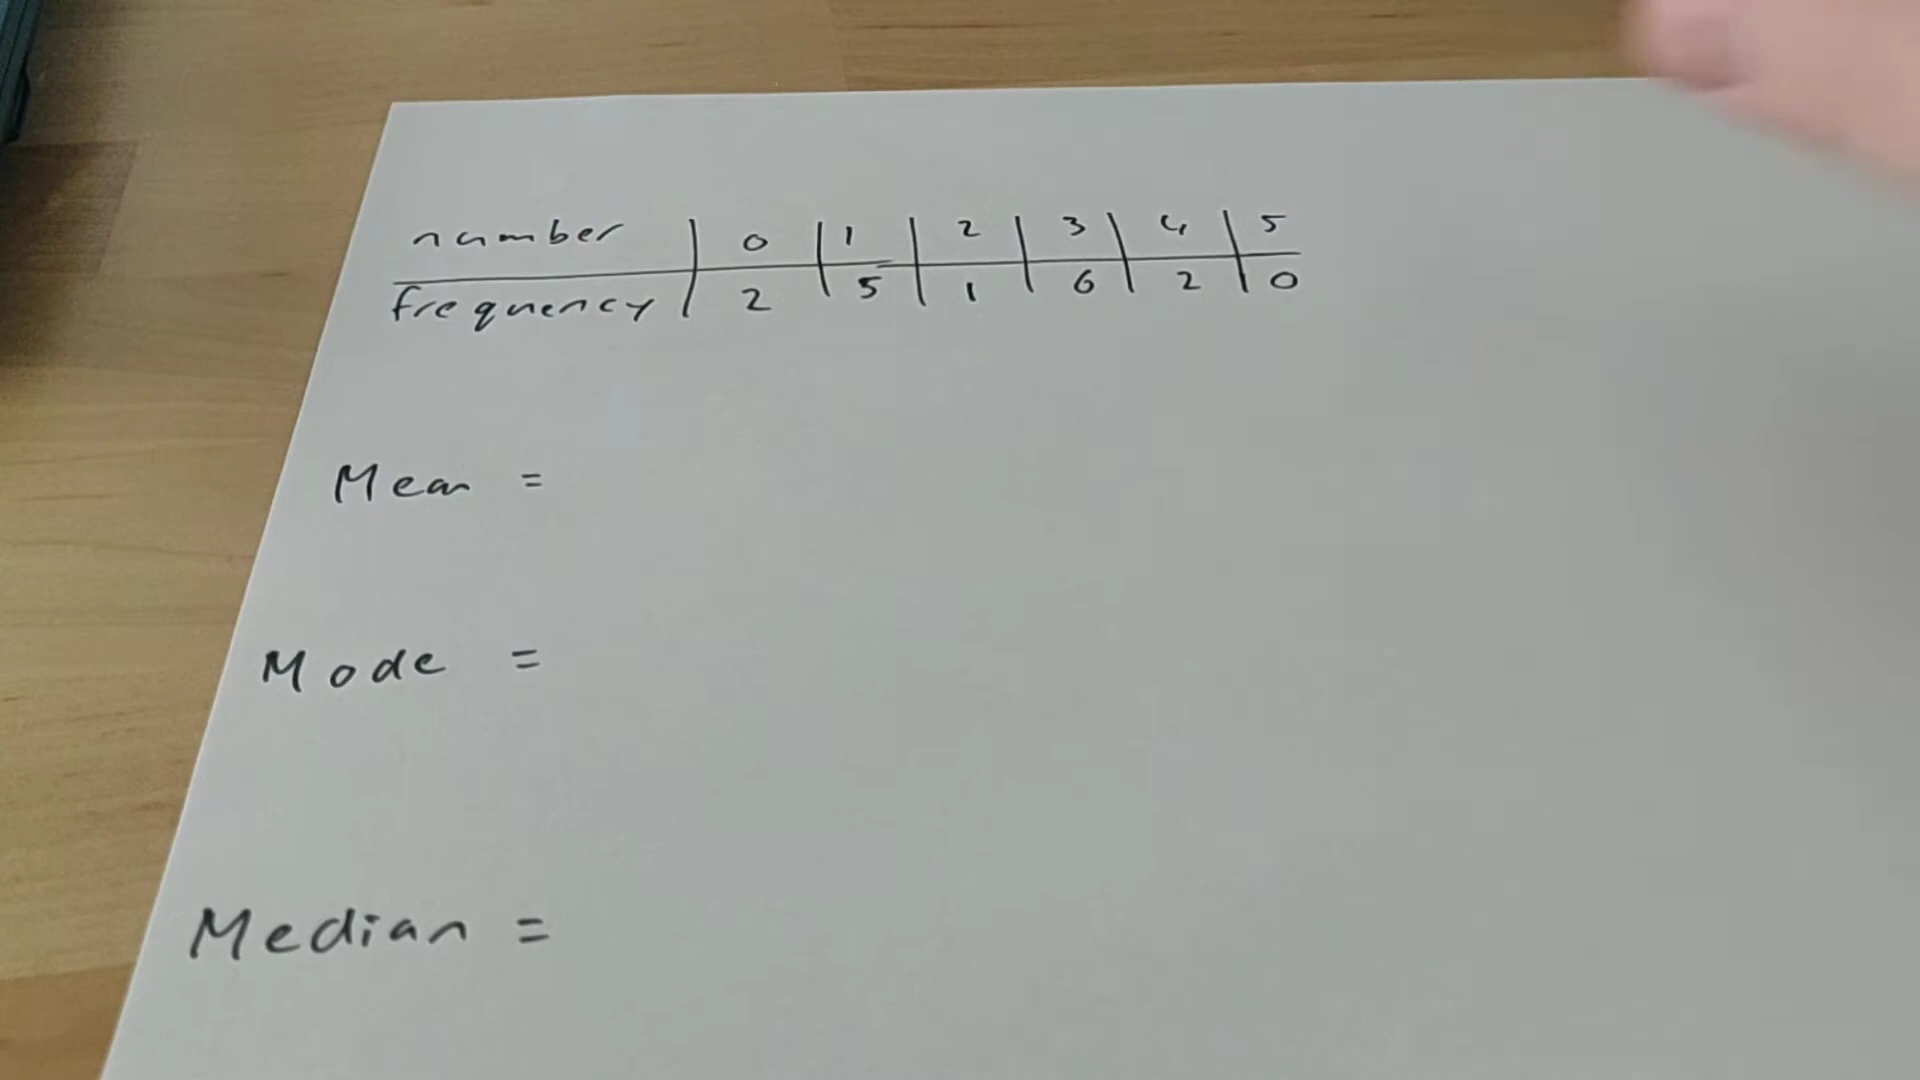 number | 0 | 1 | 2 | 3 | 4 | 5
frequency | 2 | 5 | 1 | 6 | 2 | 0
Mean =
Mode =
Median =